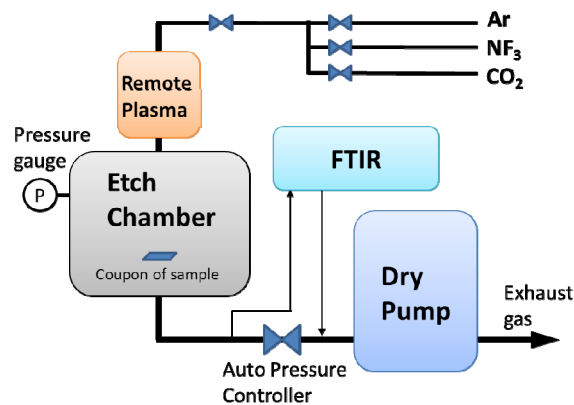 Ar
NF₃
CO₂
Remote
Plasma
Pressure
gauge
P
Etch
Chamber
Coupon of sample
FTIR
Dry
Pump
Exhaust
gas
Auto Pressure
Controller